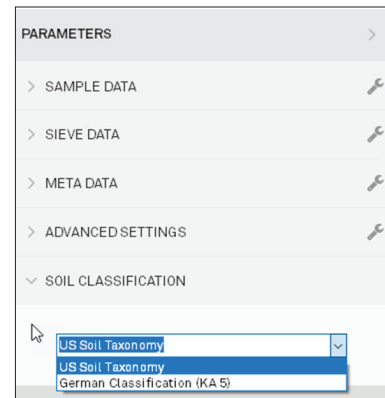 PARAMETERS
SAMPLE DATA
SIEVE DATA
META DATA
ADVANCED SETTINGS
SOIL CLASSIFICATION
US Soil Taxonomy
US Soil Taxonomy
German Classification (KA 5)